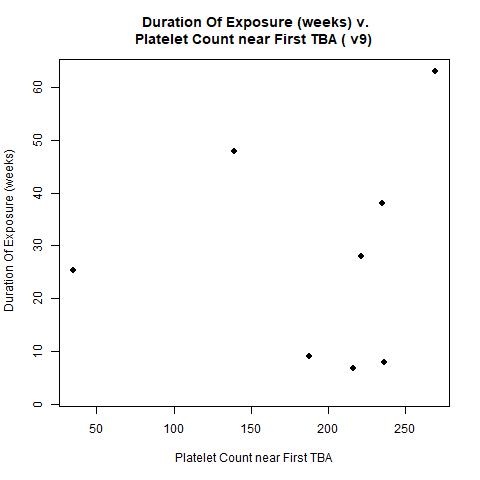 Duration Of Exposure (weeks) v.
Platelet Count near First TBA ( v9)
Duration Of Exposure (weeks)
60
50
40
30
20
10
0
50 100 150 200 250
Platelet Count near First TBA